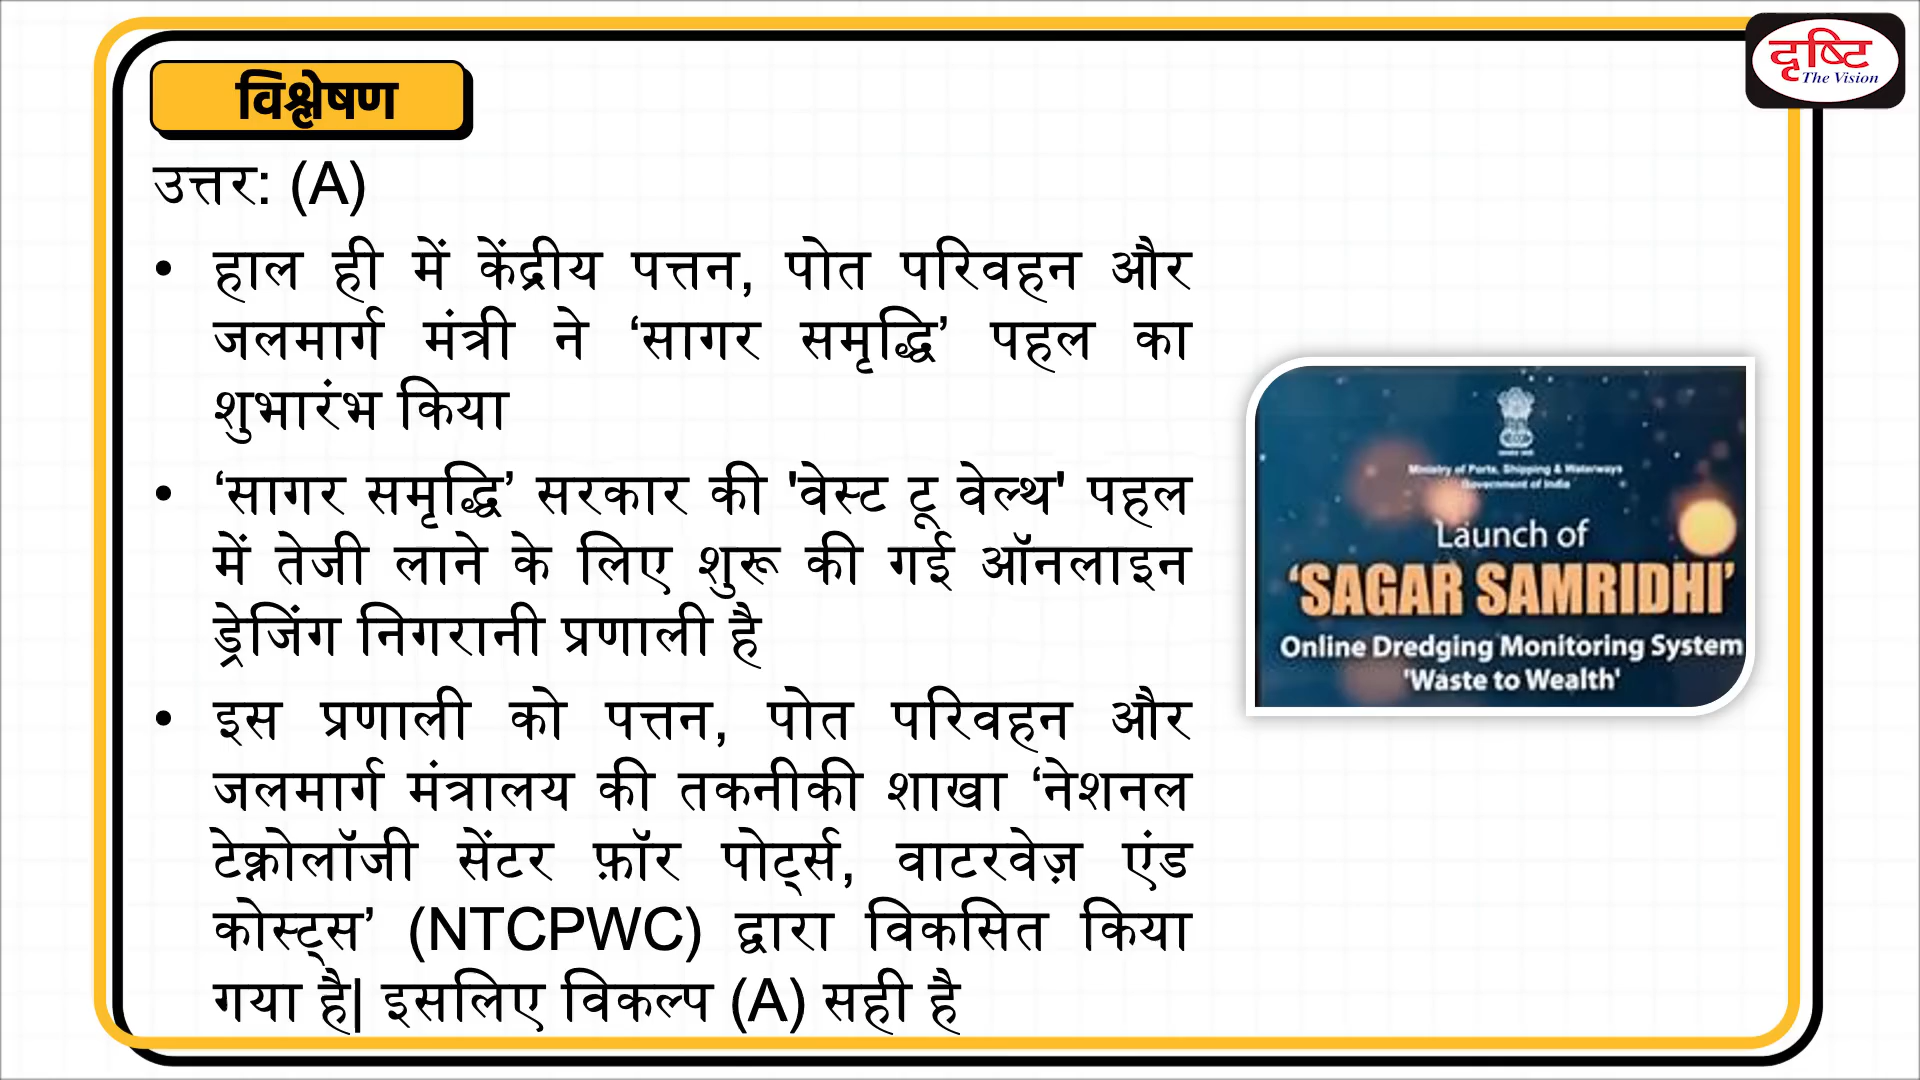 दृष्टि
The Vision
विश्लेषण
उत्तर: (A)
• हाल ही में केंद्रीय पत्तन, पोत परिवहन और
जलमार्ग मंत्री ने ‘सागर समृद्धि’ पहल का
शुभारंभ किया
• ‘सागर समृद्धि’ सरकार की 'वेस्ट टू वेल्थ' पहल
में तेजी लाने के लिए शुरू की गई ऑनलाइन
ड्रेजिंग निगरानी प्रणाली है
• इस प्रणाली को पत्तन, पोत परिवहन और
जलमार्ग मंत्रालय की तकनीकी शाखा ‘नेशनल
टेक्नोलॉजी सेंटर फ़ॉर पोर्ट्स, वाटरवेज़ एंड
कोस्ट्स’ (NTCPWC) द्वारा विकसित किया
गया है| इसलिए विकल्प (A) सही है
Ministry of Ports, Shipping & Waterways
Government of India
Launch of
‘SAGAR SAMRIDHI’
Online Dredging Monitoring System
'Waste to Wealth'